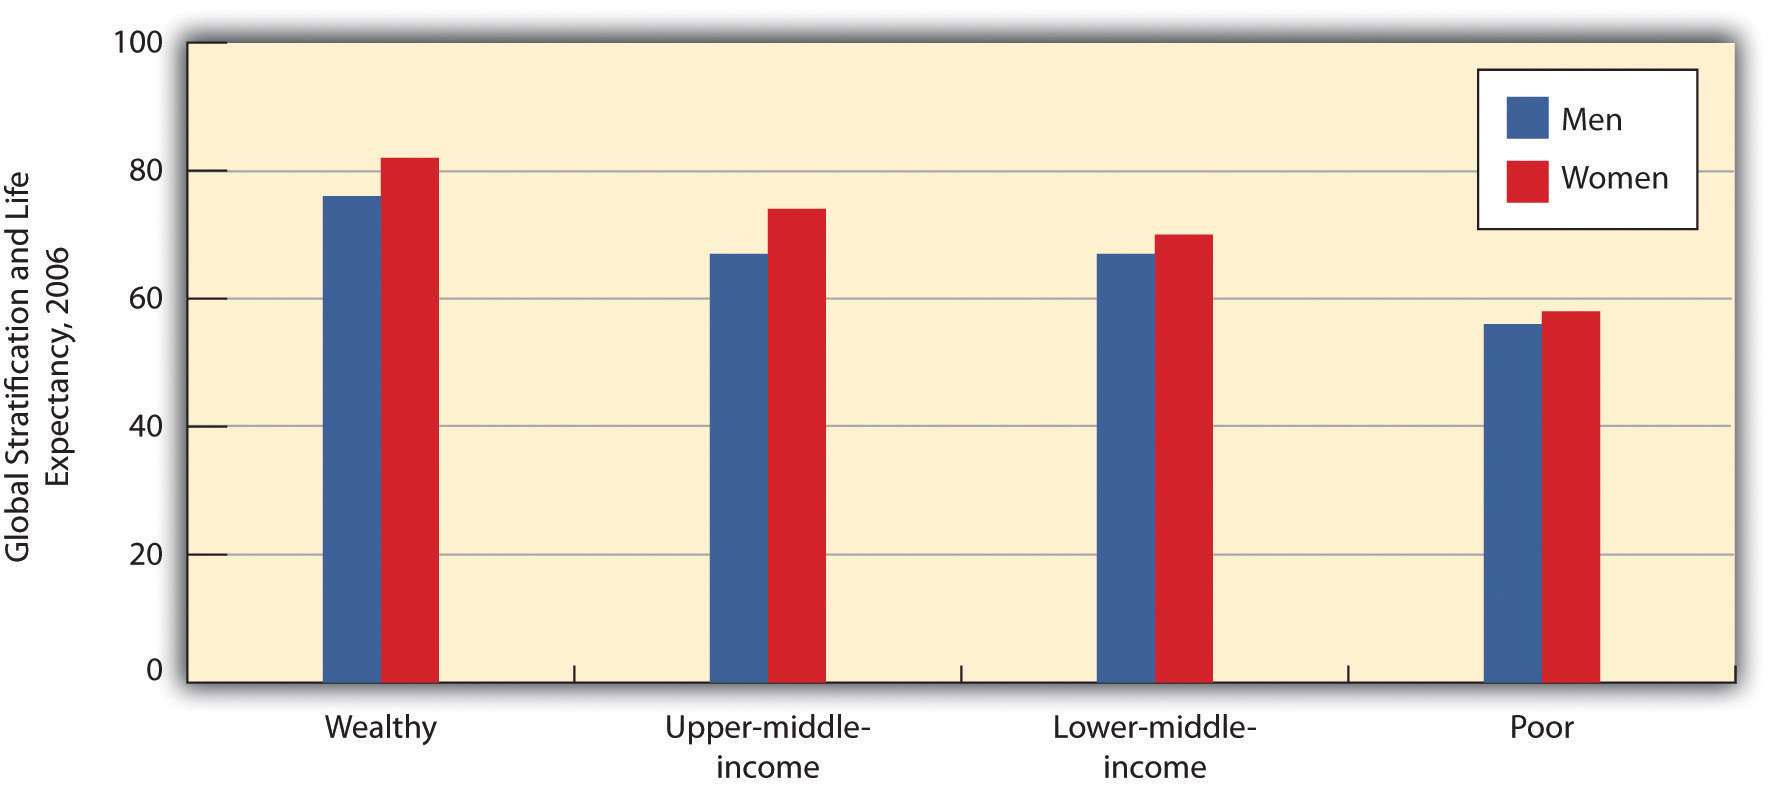 Global Stratification and Life
Expectancy, 2006
100
80
60
40
20
0
Men
Women
Wealthy
Upper-middle-
income
Lower-middle-
income
Poor